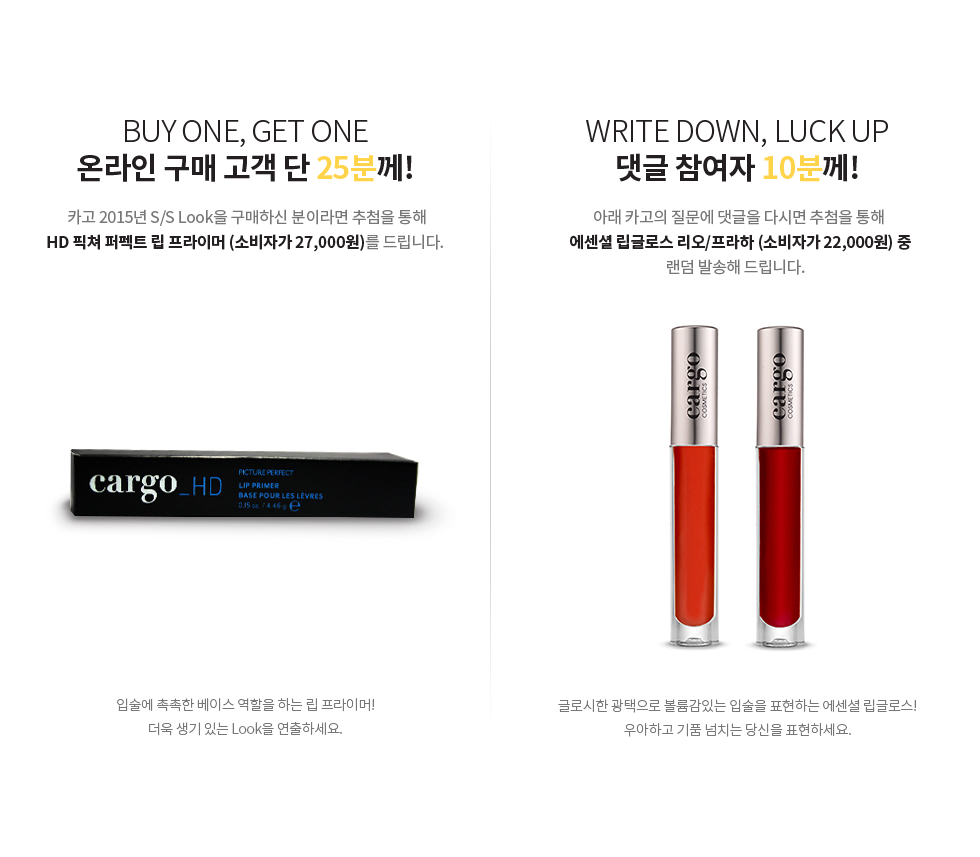 BUY ONE, GET ONE
온라인 구매 고객 단 25분께!
카고 2015년 S/S Look을 구매하신 분이라면 추첨을 통해
HD 픽쳐 퍼펙트 립 프라이머 (소비자가 27,000원)를 드립니다.
cargo_HD
PICTURE PERFECT
LIP PRIMER
BASE POUR LES LÈVRES
0.15 oz. / 4.46 g ℮
입술에 촉촉한 베이스 역할을 하는 립 프라이머!
더욱 생기 있는 Look을 연출하세요.
WRITE DOWN, LUCK UP
댓글 참여자 10분께!
아래 카고의 질문에 댓글을 다시면 추첨을 통해
에센셜 립글로스 리오/프라하 (소비자가 22,000원) 중
랜덤 발송해 드립니다.
cargo
COSMETICS
cargo
COSMETICS
글로시한 광택으로 볼륨감있는 입술을 표현하는 에센셜 립글로스!
우아하고 기품 넘치는 당신을 표현하세요.